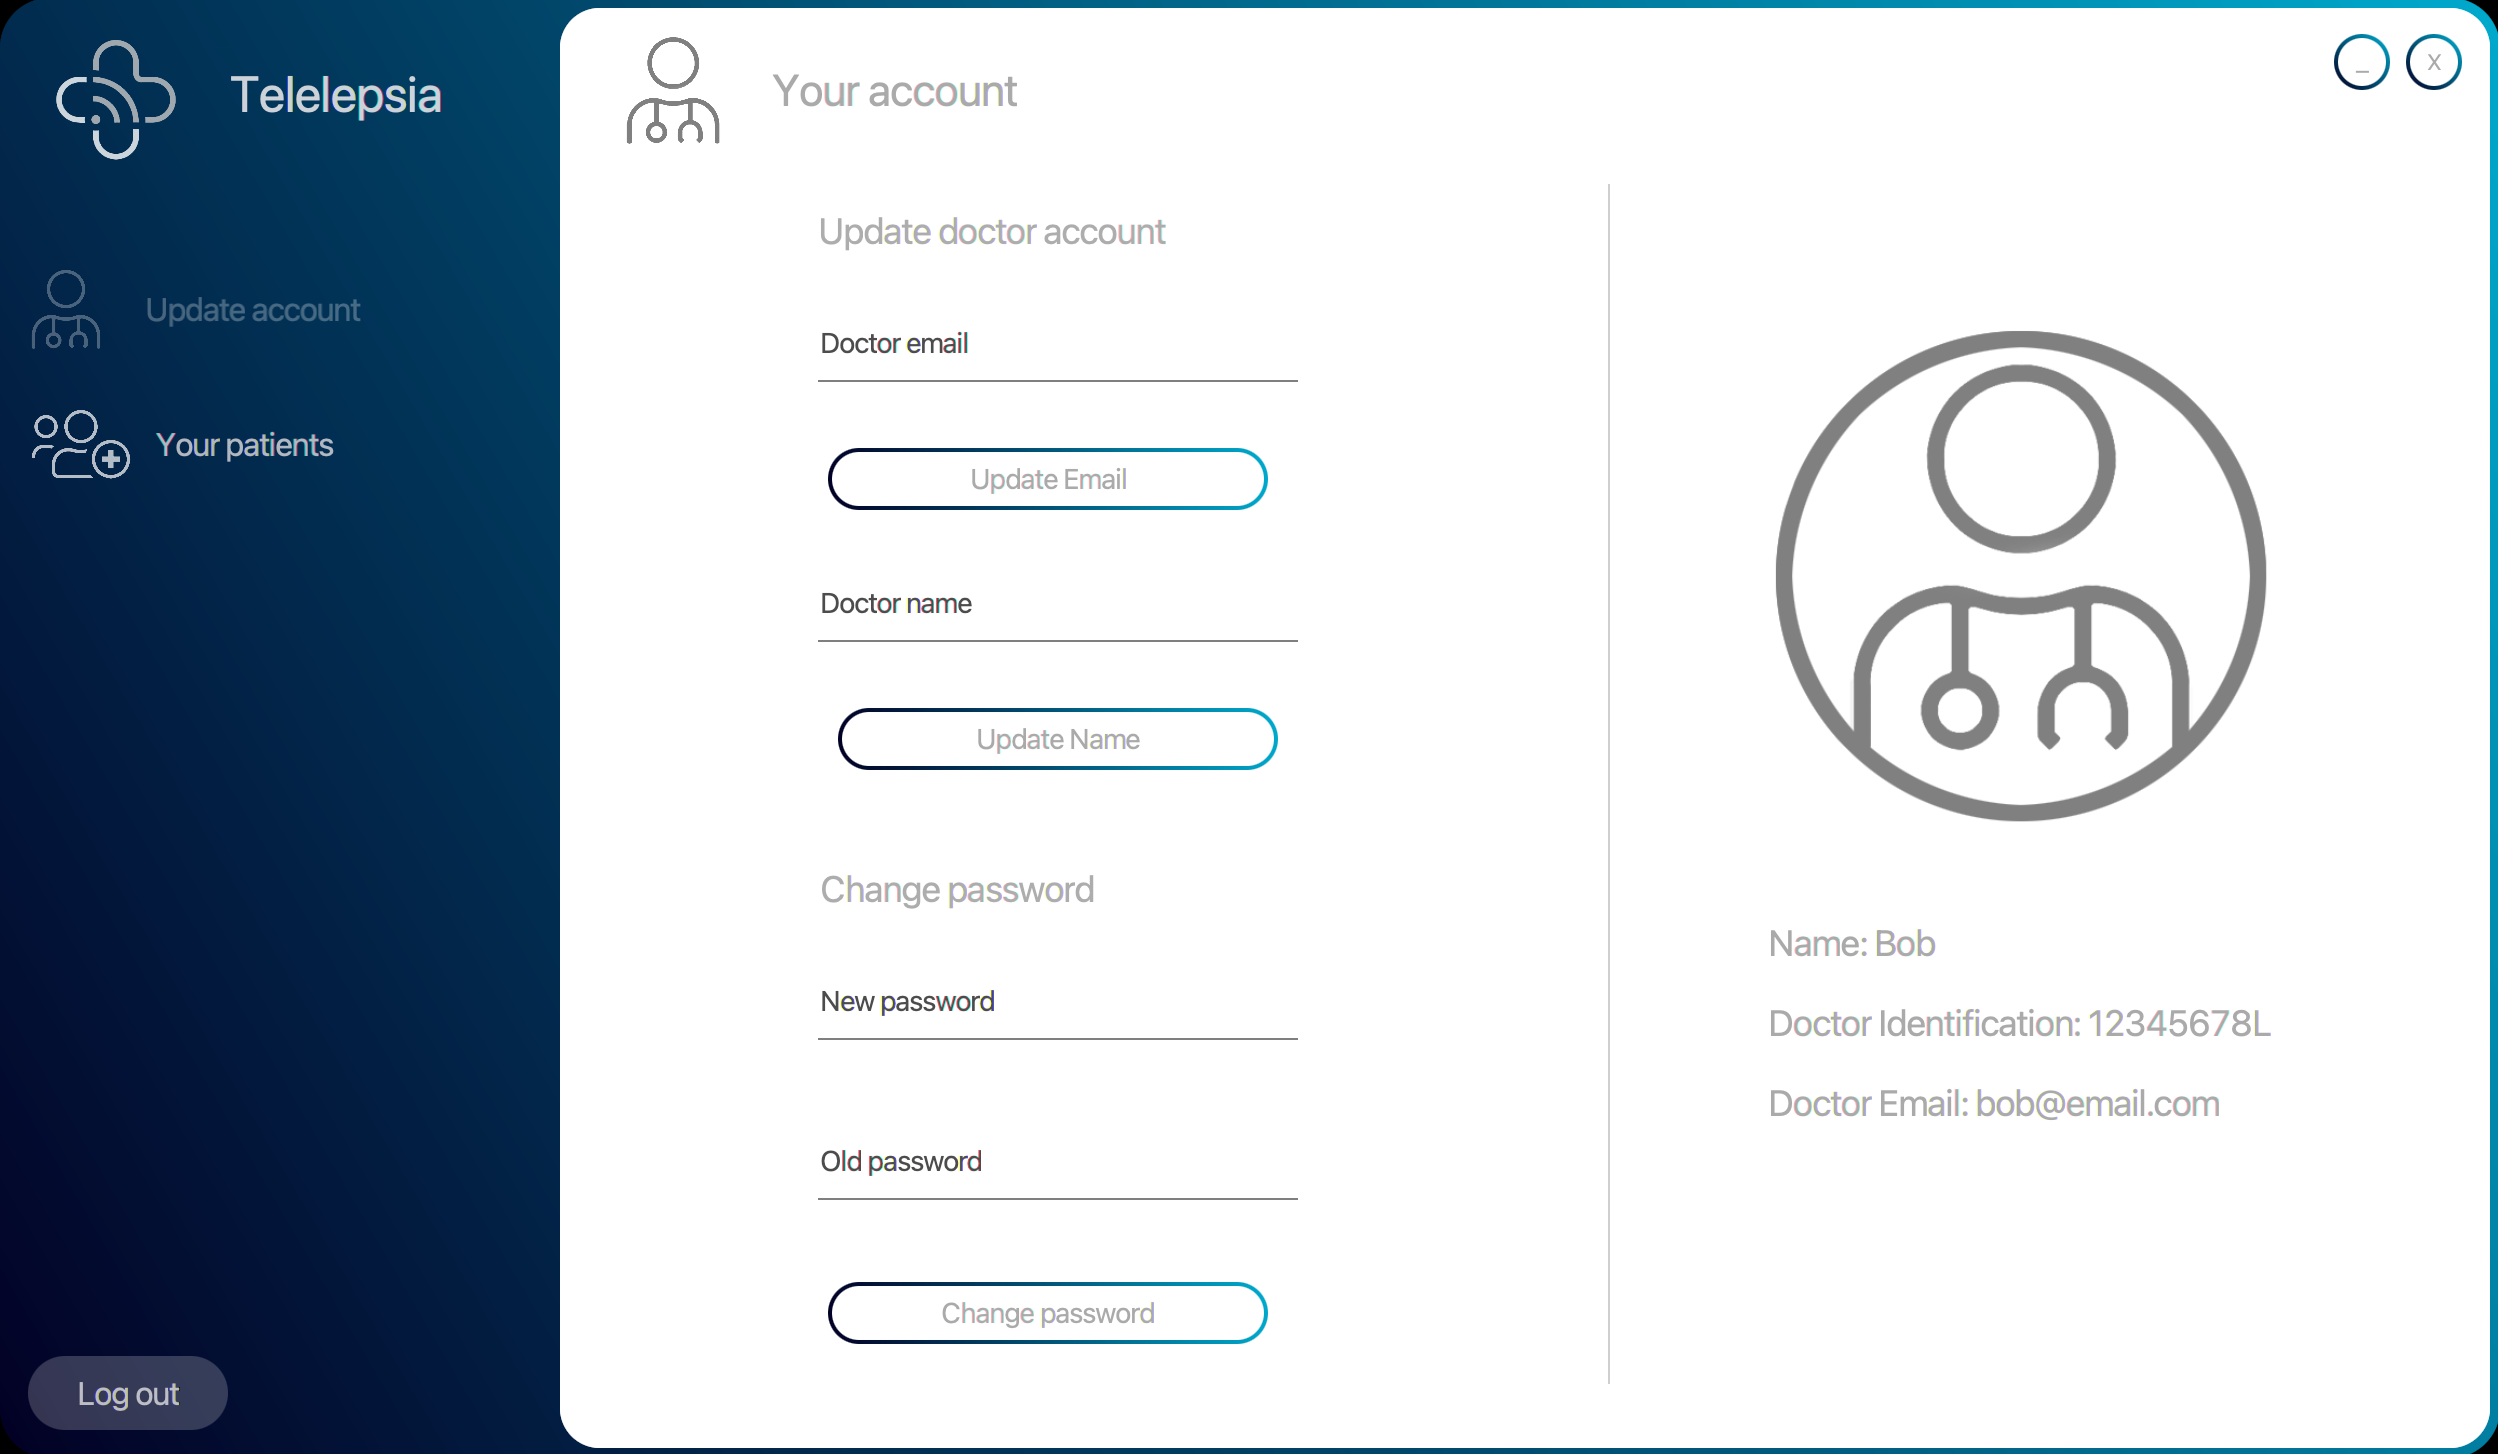 Telelepsia
Update account
Your patients
Log out
Your account
_
X
Update doctor account
Doctor email
Update Email
Doctor name
Update Name
Change password
New password
Old password
Change password
Name: Bob
Doctor Identification: 12345678L
Doctor Email: bob@email.com